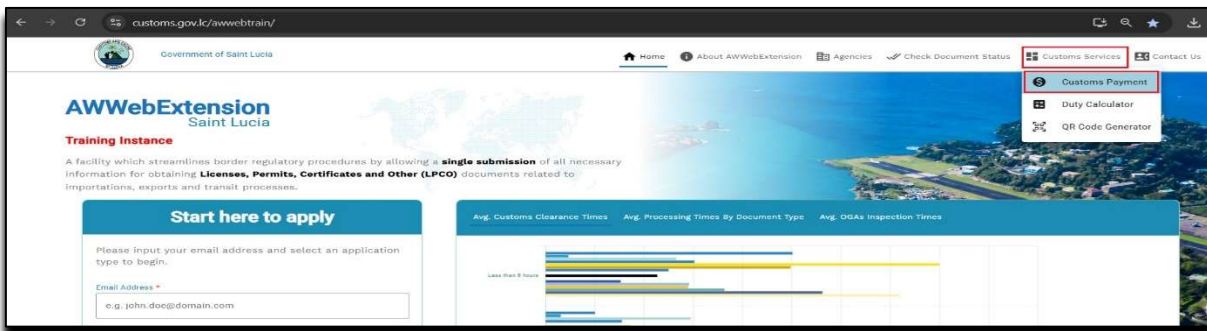 customs.gov.lc/awwebtrain/
Government of Saint Lucia
Home About AWWebExtension Agencies Check Document Status Customs Services Contact Us
Customs Payment
Duty Calculator
QR Code Generator
AWWebExtension
Saint Lucia
Training Instance
A facility which streamlines border regulatory procedures by allowing a single submission of all necessary
information for obtaining Licenses, Permits, Certificates and Other (LPCO) documents related to
importations, exports and transit processes.
Start here to apply
Please input your email address and select an application
type to begin.
Email Address *
e.g. john.doe@domain.com
Avg. Customs Clearance Times Avg. Processing Times By Document Type Avg. OGAs Inspection Times
Less than 8 hours